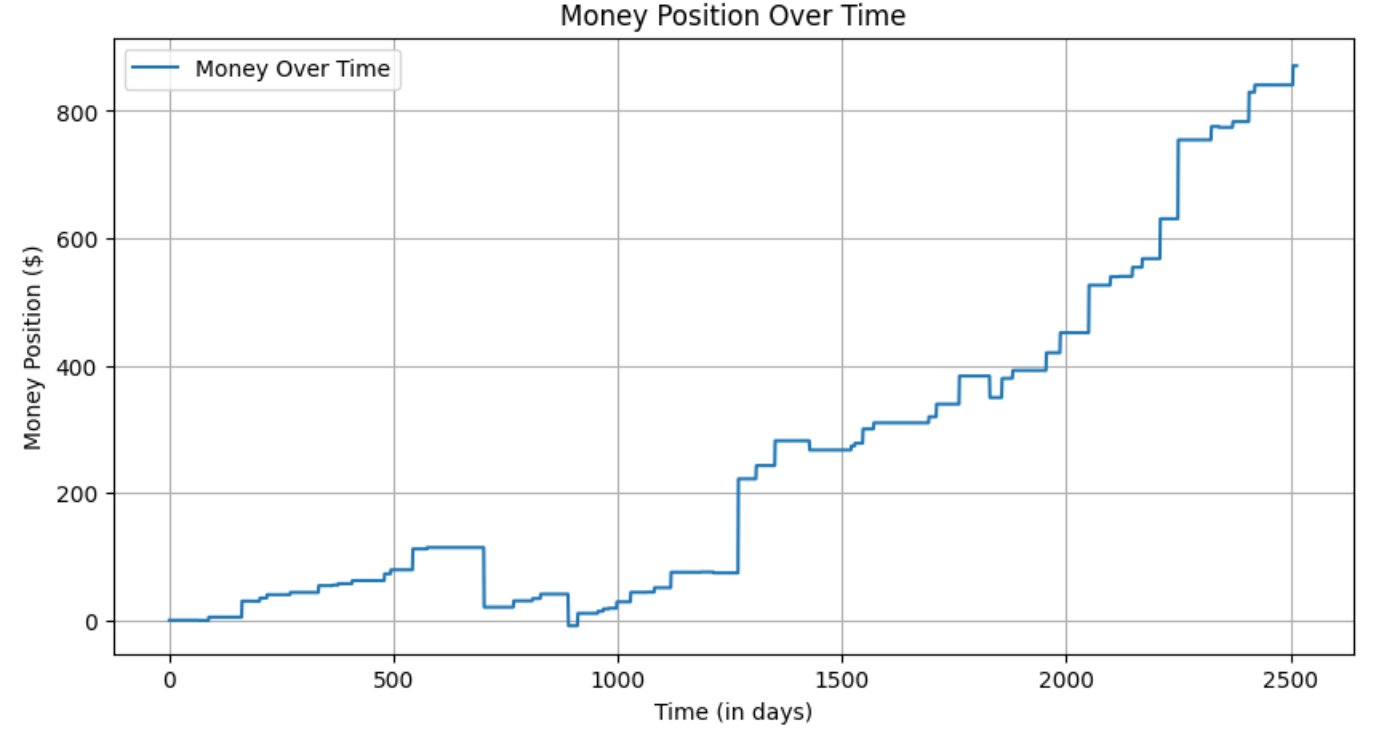 Money Position Over Time
Money Over Time
Money Position ($)
800
600
400
200
0
0 500 1000 1500 2000 2500
Time (in days)